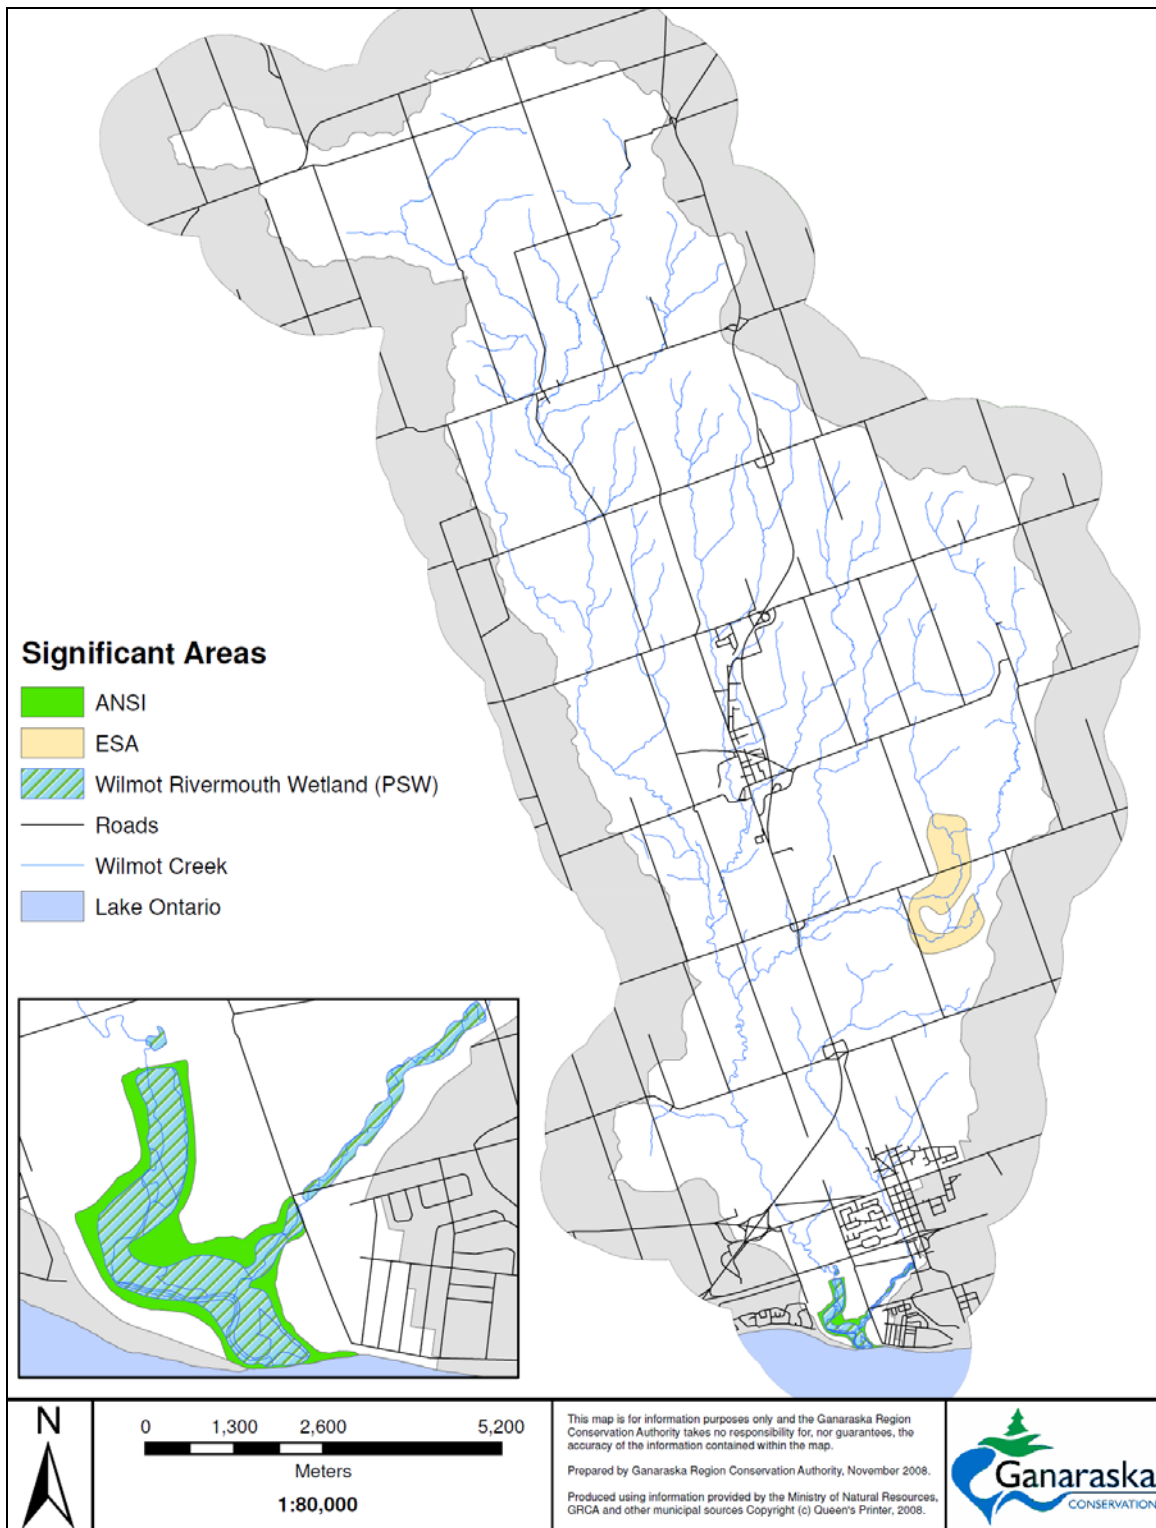 Significant Areas
ANSI
ESA
Wilmot Rivermouth Wetland (PSW)
Roads
Wilmot Creek
Lake Ontario
N
0 1,300 2,600 5,200
Meters
1:80,000
This map is for information purposes only and the Ganaraska Region
Conservation Authority takes no responsibility for, nor guarantees, the
accuracy of the information contained within the map.
Prepared by Ganaraska Region Conservation Authority, November 2008.
Produced using information provided by the Ministry of Natural Resources,
GRCA and other municipal sources Copyright (c) Queen's Printer, 2008.
Ganaraska
CONSERVATION